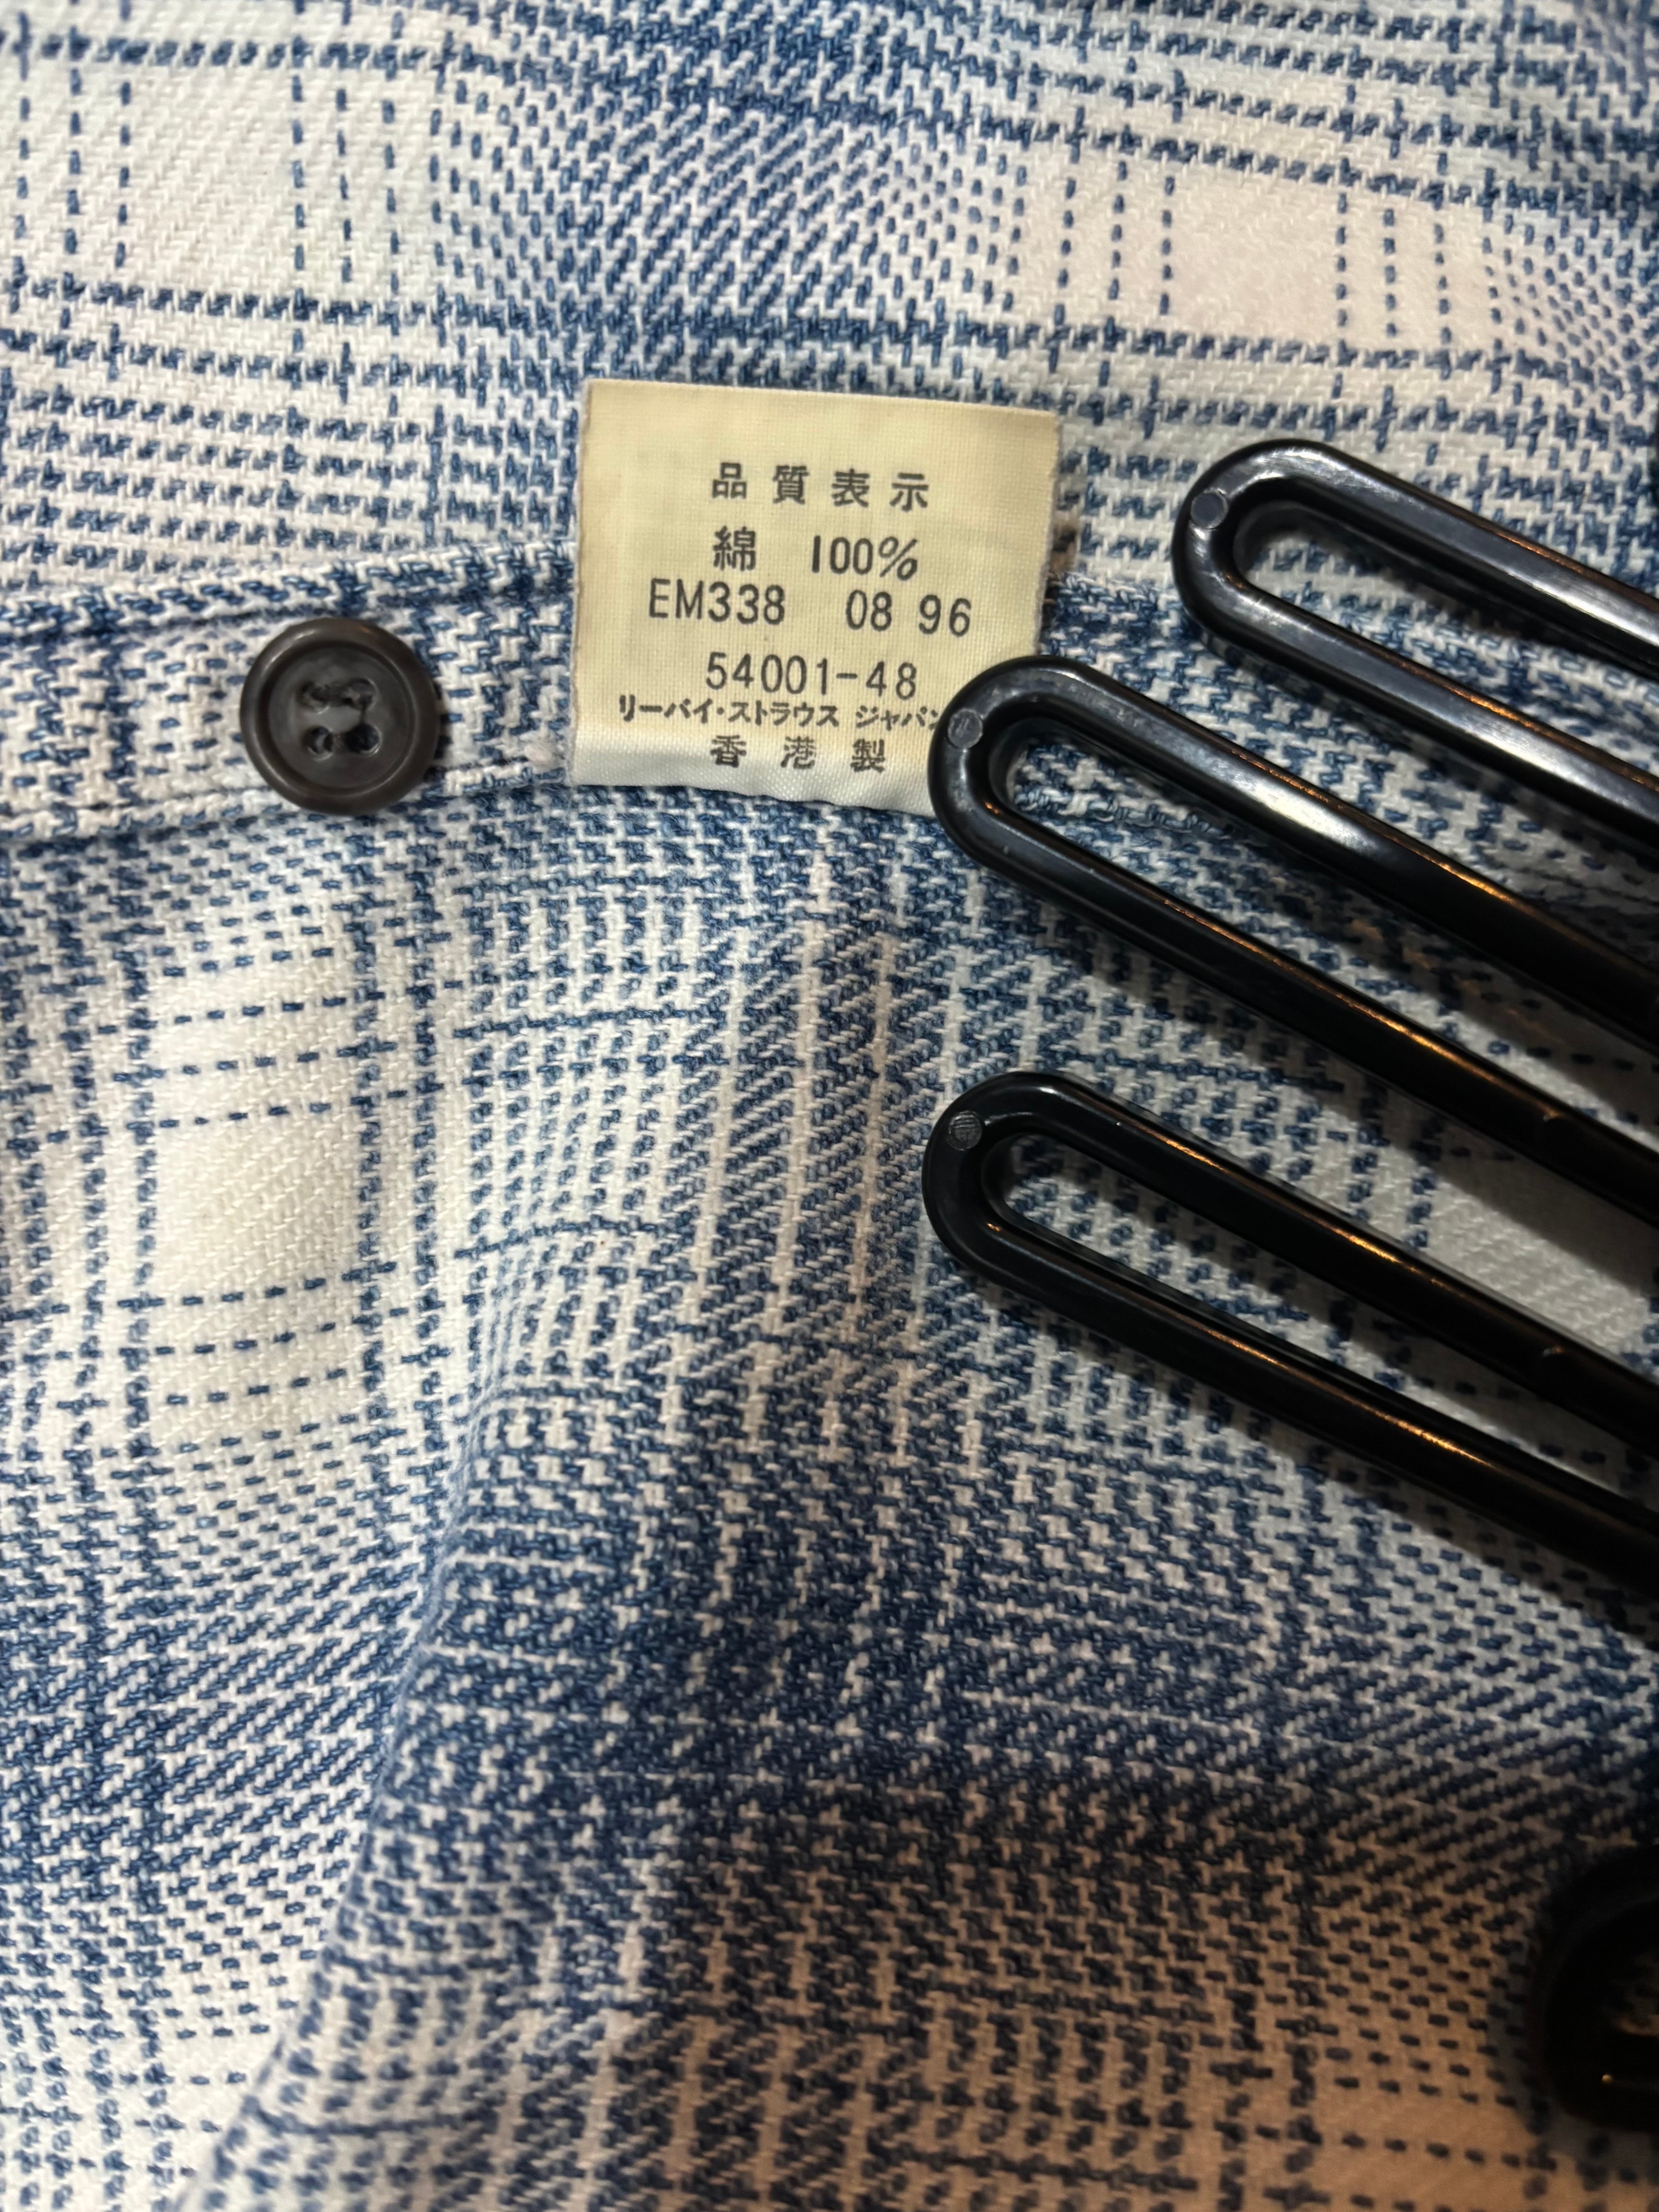 品質表示
綿 100%
EM338 08 96
54001-48
リーバイ・ストラウス ジャパン
香港製